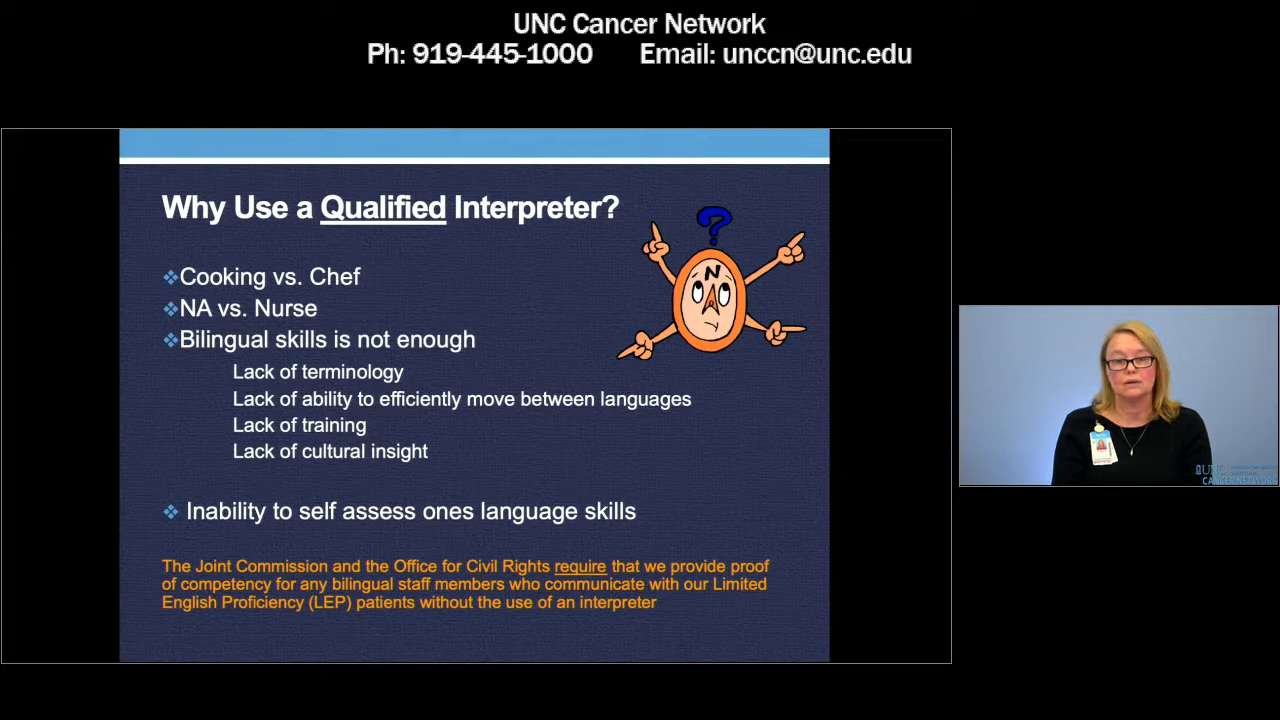 UNC Cancer Network
Ph: 919-445-1000 Email: unccn@unc.edu
Why Use a Qualified Interpreter?
❖Cooking vs. Chef
❖NA vs. Nurse
❖Bilingual skills is not enough
Lack of terminology
Lack of ability to efficiently move between languages
Lack of training
Lack of cultural insight
❖ Inability to self assess ones language skills
The Joint Commission and the Office for Civil Rights require that we provide proof
of competency for any bilingual staff members who communicate with our Limited
English Proficiency (LEP) patients without the use of an interpreter
?
N
UNC
CANCER NETWORK